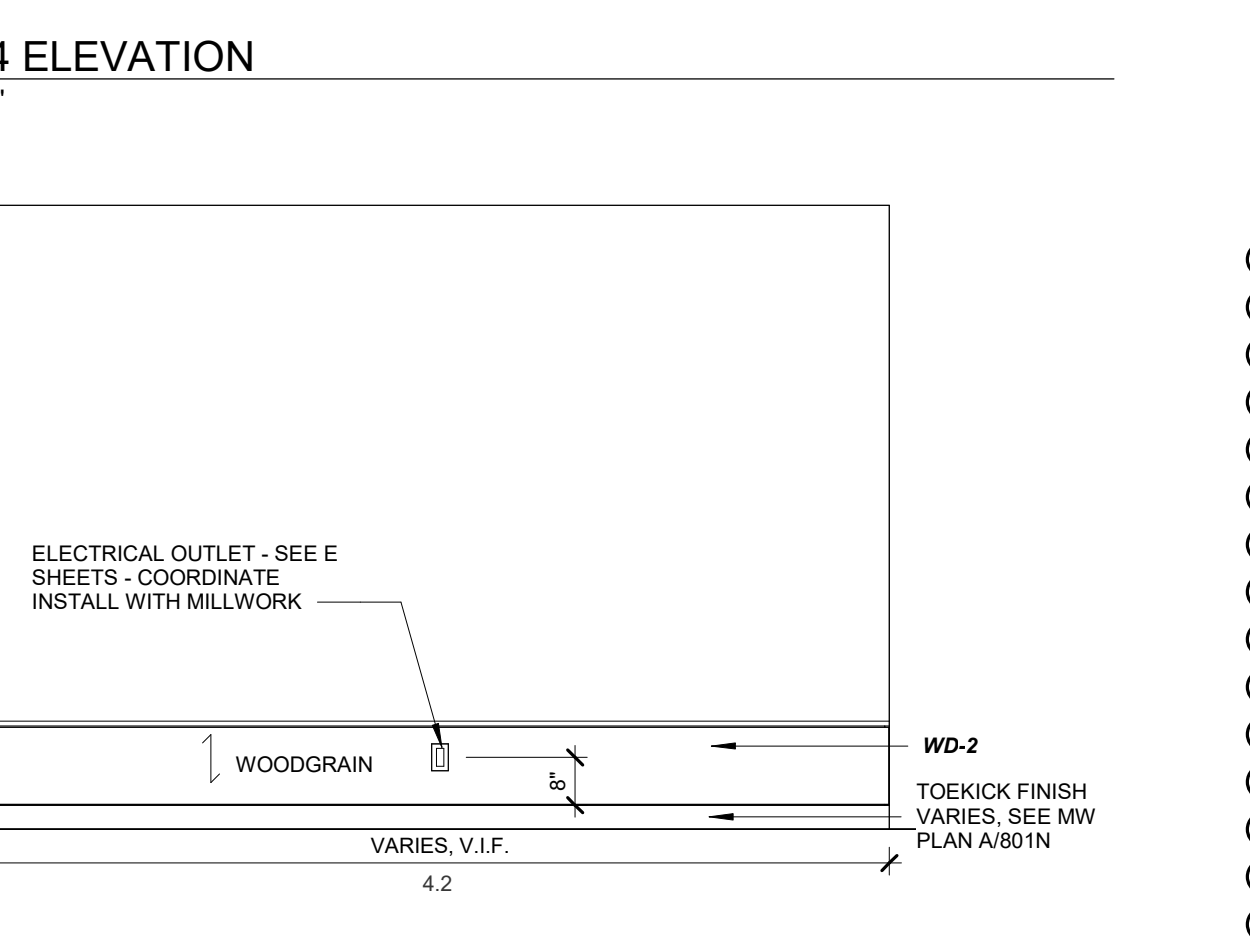 4 ELEVATION
"
ELECTRICAL OUTLET - SEE E
SHEETS - COORDINATE
INSTALL WITH MILLWORK
WOODGRAIN
8"
WD-2
TOEKICK FINISH
VARIES, SEE MW
PLAN A/801N
VARIES, V.I.F.
4.2